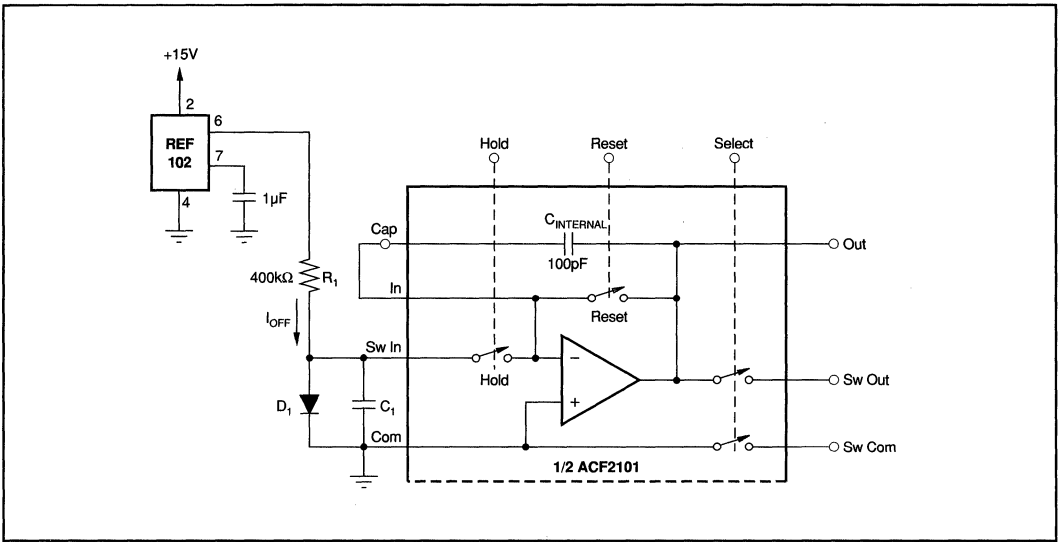 +15V
2
REF
102
6
7
4
1µF
400kΩ
R1
IOFF
D1
C1
Hold
Reset
Select
Cap
CINTERNAL
100pF
Out
In
Reset
Sw In
Hold
−
+
Sw Out
Com
Sw Com
1/2 ACF2101